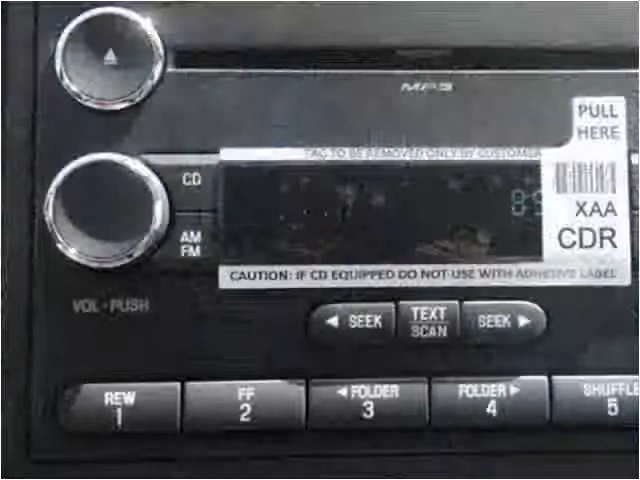 MP3
PULL
HERE
TAG TO BE REMOVED ONLY BY CUSTOMER
CD
XAA
CDR
AM
FM
CAUTION: IF CD EQUIPPED DO NOT USE WITH ADHESIVE LABEL
VOL - PUSH
◄ SEEK
TEXT
SCAN
SEEK ►
REW
1
FF
2
◄ FOLDER
3
FOLDER ►
4
SHUFFLE
5